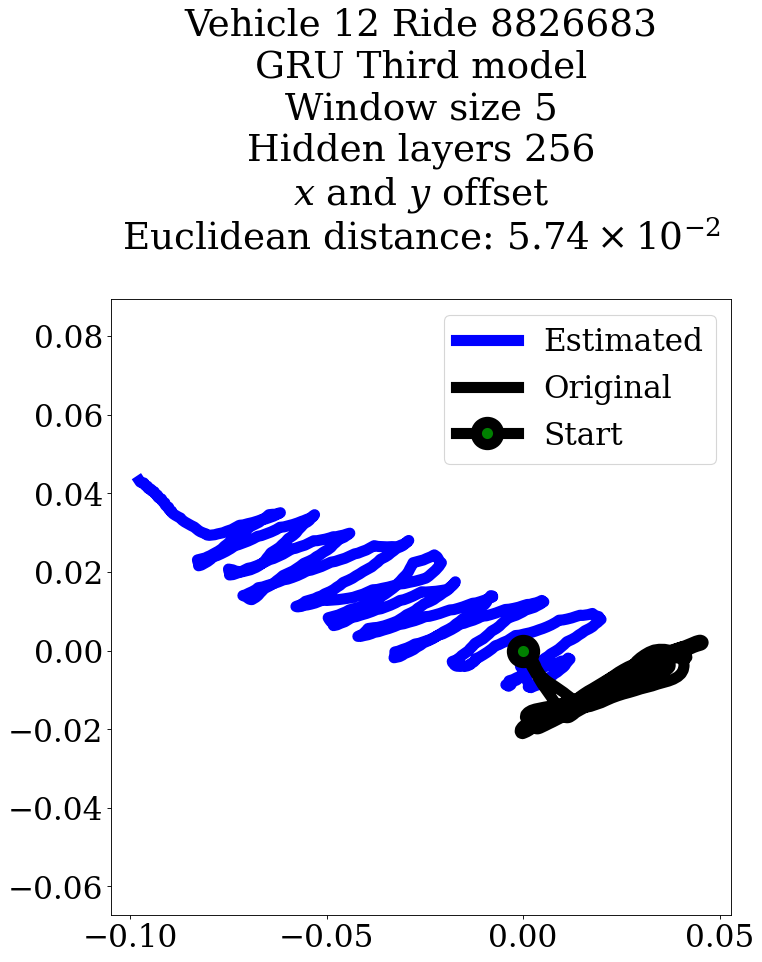 Vehicle 12 Ride 8826683
GRU Third model
Window size 5
Hidden layers 256
x and y offset
Euclidean distance: 5.74 × 10⁻²
Estimated
Original
Start
0.08
0.06
0.04
0.02
0.00
−0.02
−0.04
−0.06
−0.10 −0.05 0.00 0.05